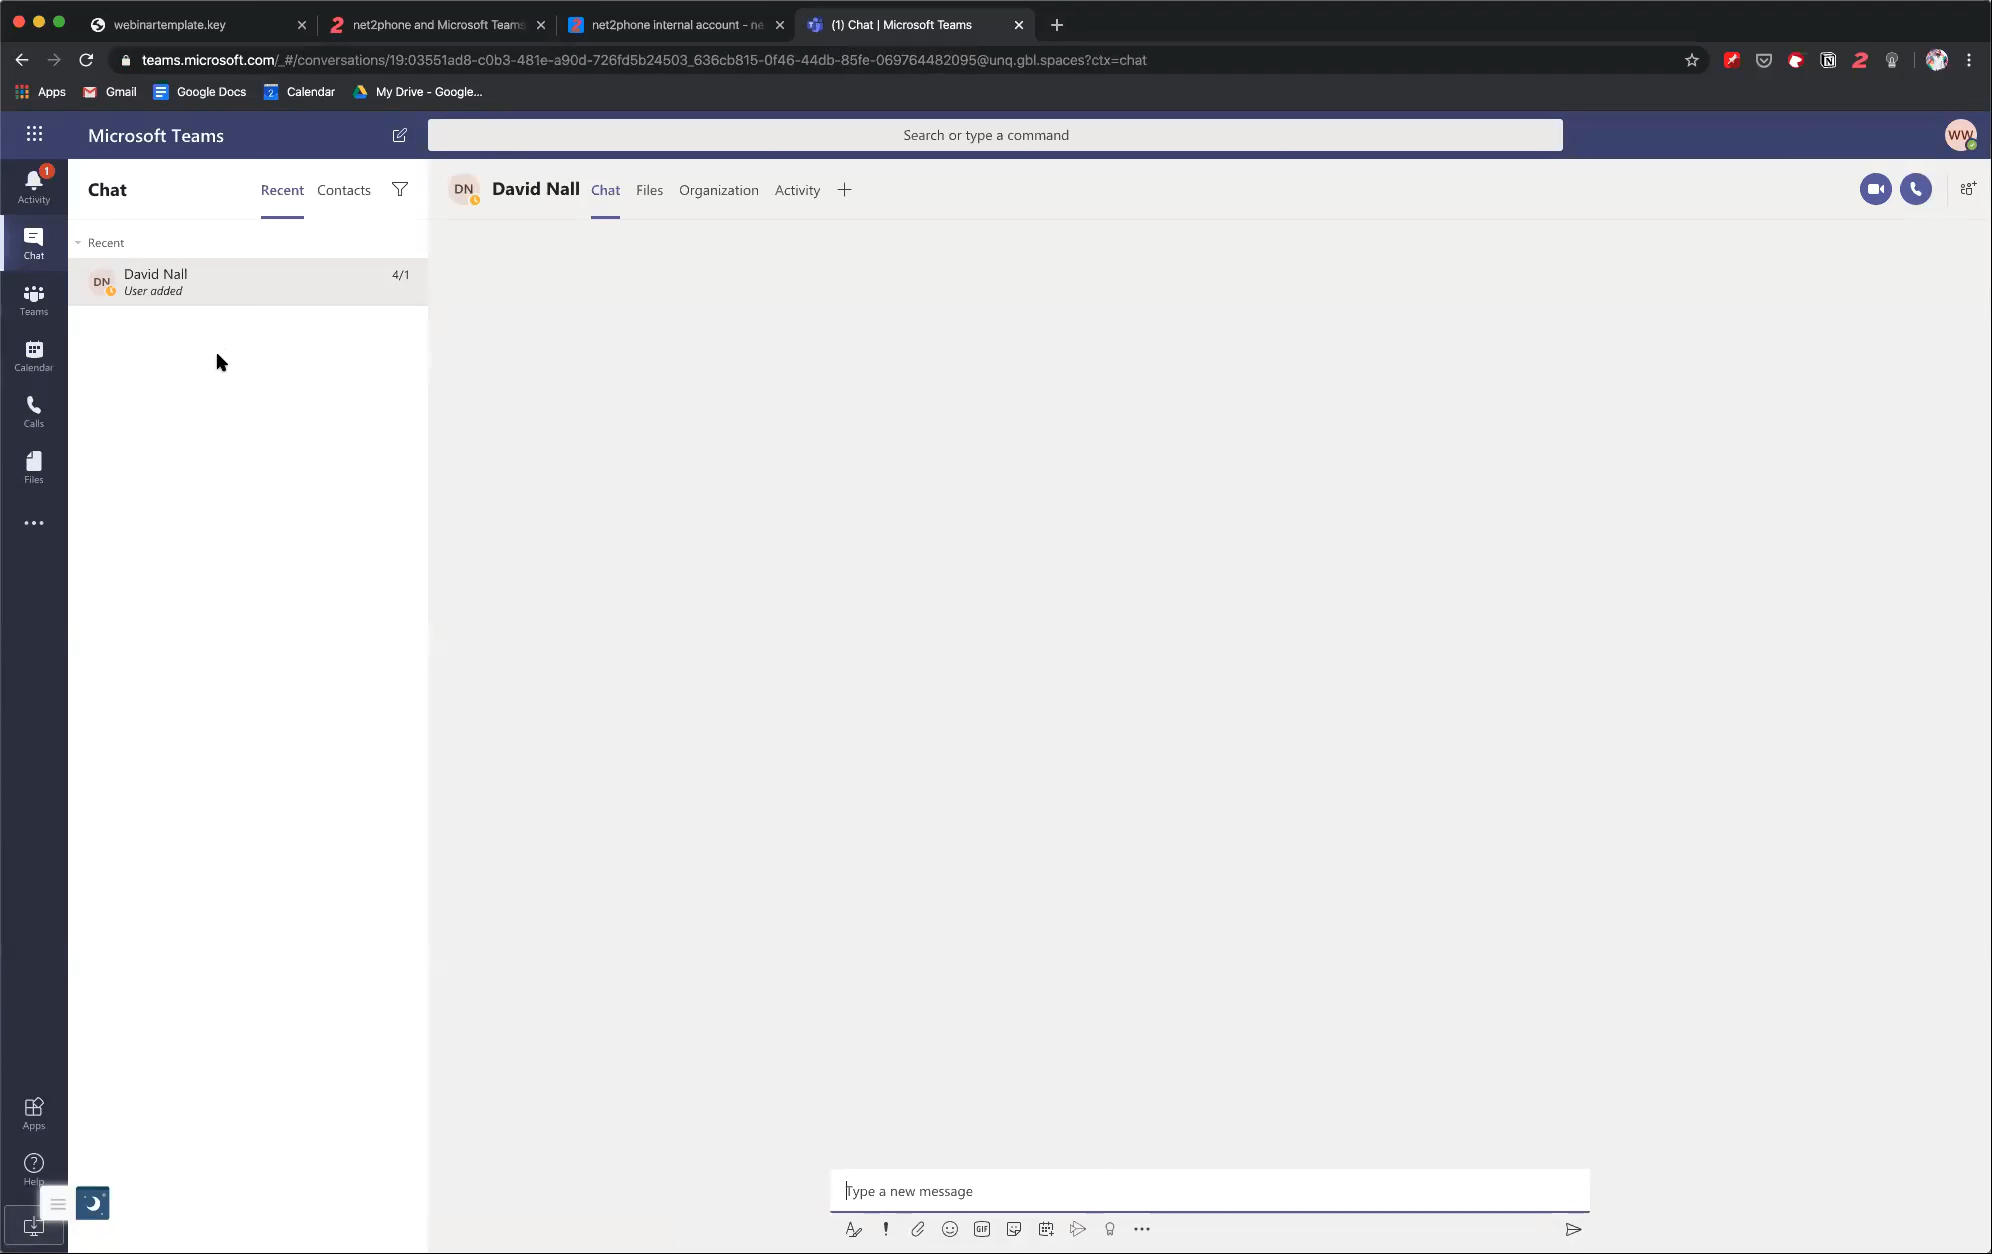 webinartemplate.key
net2phone and Microsoft Teams
net2phone internal account - ne
(1) Chat | Microsoft Teams
teams.microsoft.com/_#/conversations/19:03551ad8-c0b3-481e-a90d-726fd5b24503_636cb815-0f46-44db-85fe-069764482095@unq.gbl.spaces?ctx=chat
Apps
Gmail
Google Docs
2
Calendar
My Drive - Google...
Microsoft Teams
Search or type a command
WW
1
Activity
Chat
Recent
Contacts
DN
David Nall
Chat
Files
Organization
Activity
Chat
Recent
DN
David Nall
4/1
User added
Teams
Calendar
Calls
Files
Apps
Help
Type a new message
GIF